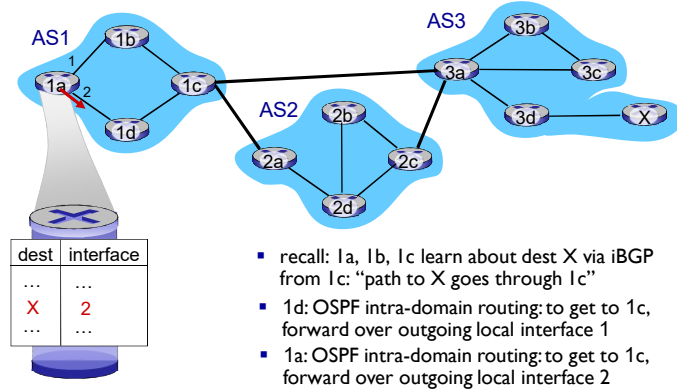 AS1
AS3
AS2
1b
3b
1
1a
2
1c
3a
3c
1d
2b
3d
X
2a
2c
2d
dest interface
… …
X 2
… …
▪ recall: 1a, 1b, 1c learn about dest X via iBGP
from 1c: “path to X goes through 1c”
▪ 1d: OSPF intra-domain routing: to get to 1c,
forward over outgoing local interface 1
▪ 1a: OSPF intra-domain routing: to get to 1c,
forward over outgoing local interface 2